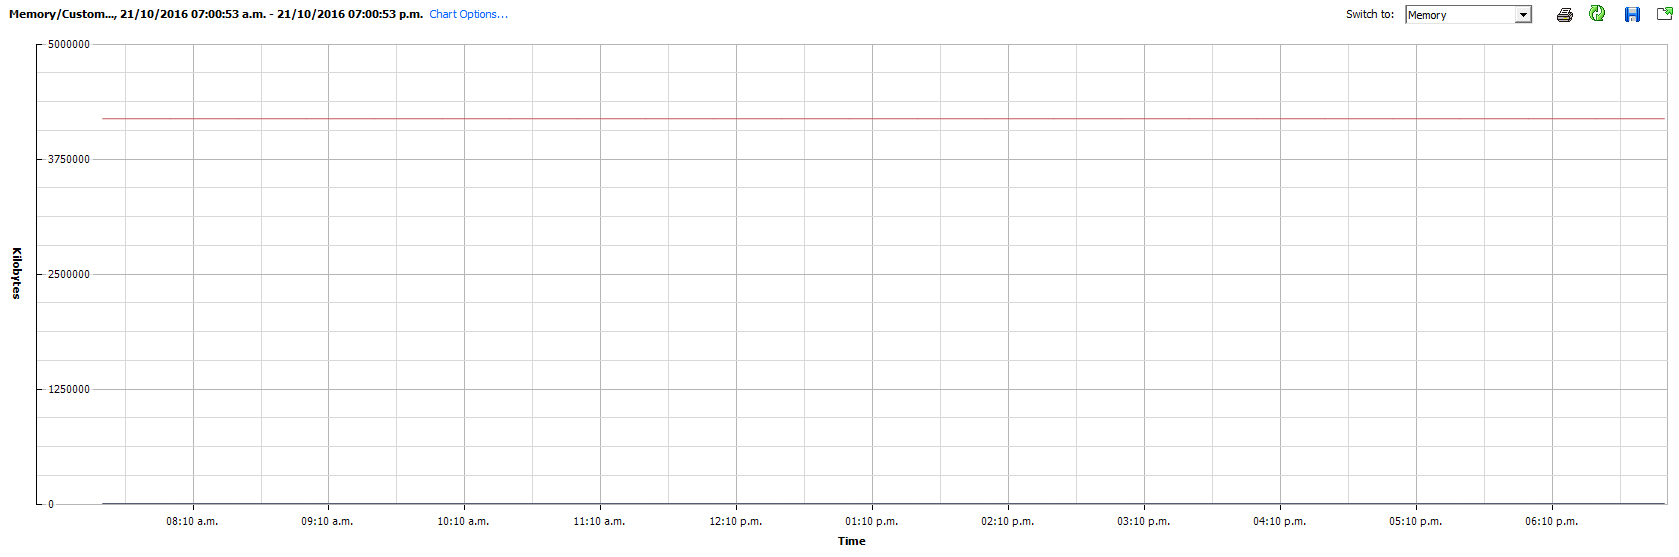 Memory/Custom..., 21/10/2016 07:00:53 a.m. - 21/10/2016 07:00:53 p.m. Chart Options... Switch to: Memory
5000000
3750000
2500000
1250000
0
Kilobytes
08:10 a.m. 09:10 a.m. 10:10 a.m. 11:10 a.m. 12:10 p.m. 01:10 p.m. 02:10 p.m. 03:10 p.m. 04:10 p.m. 05:10 p.m. 06:10 p.m.
Time